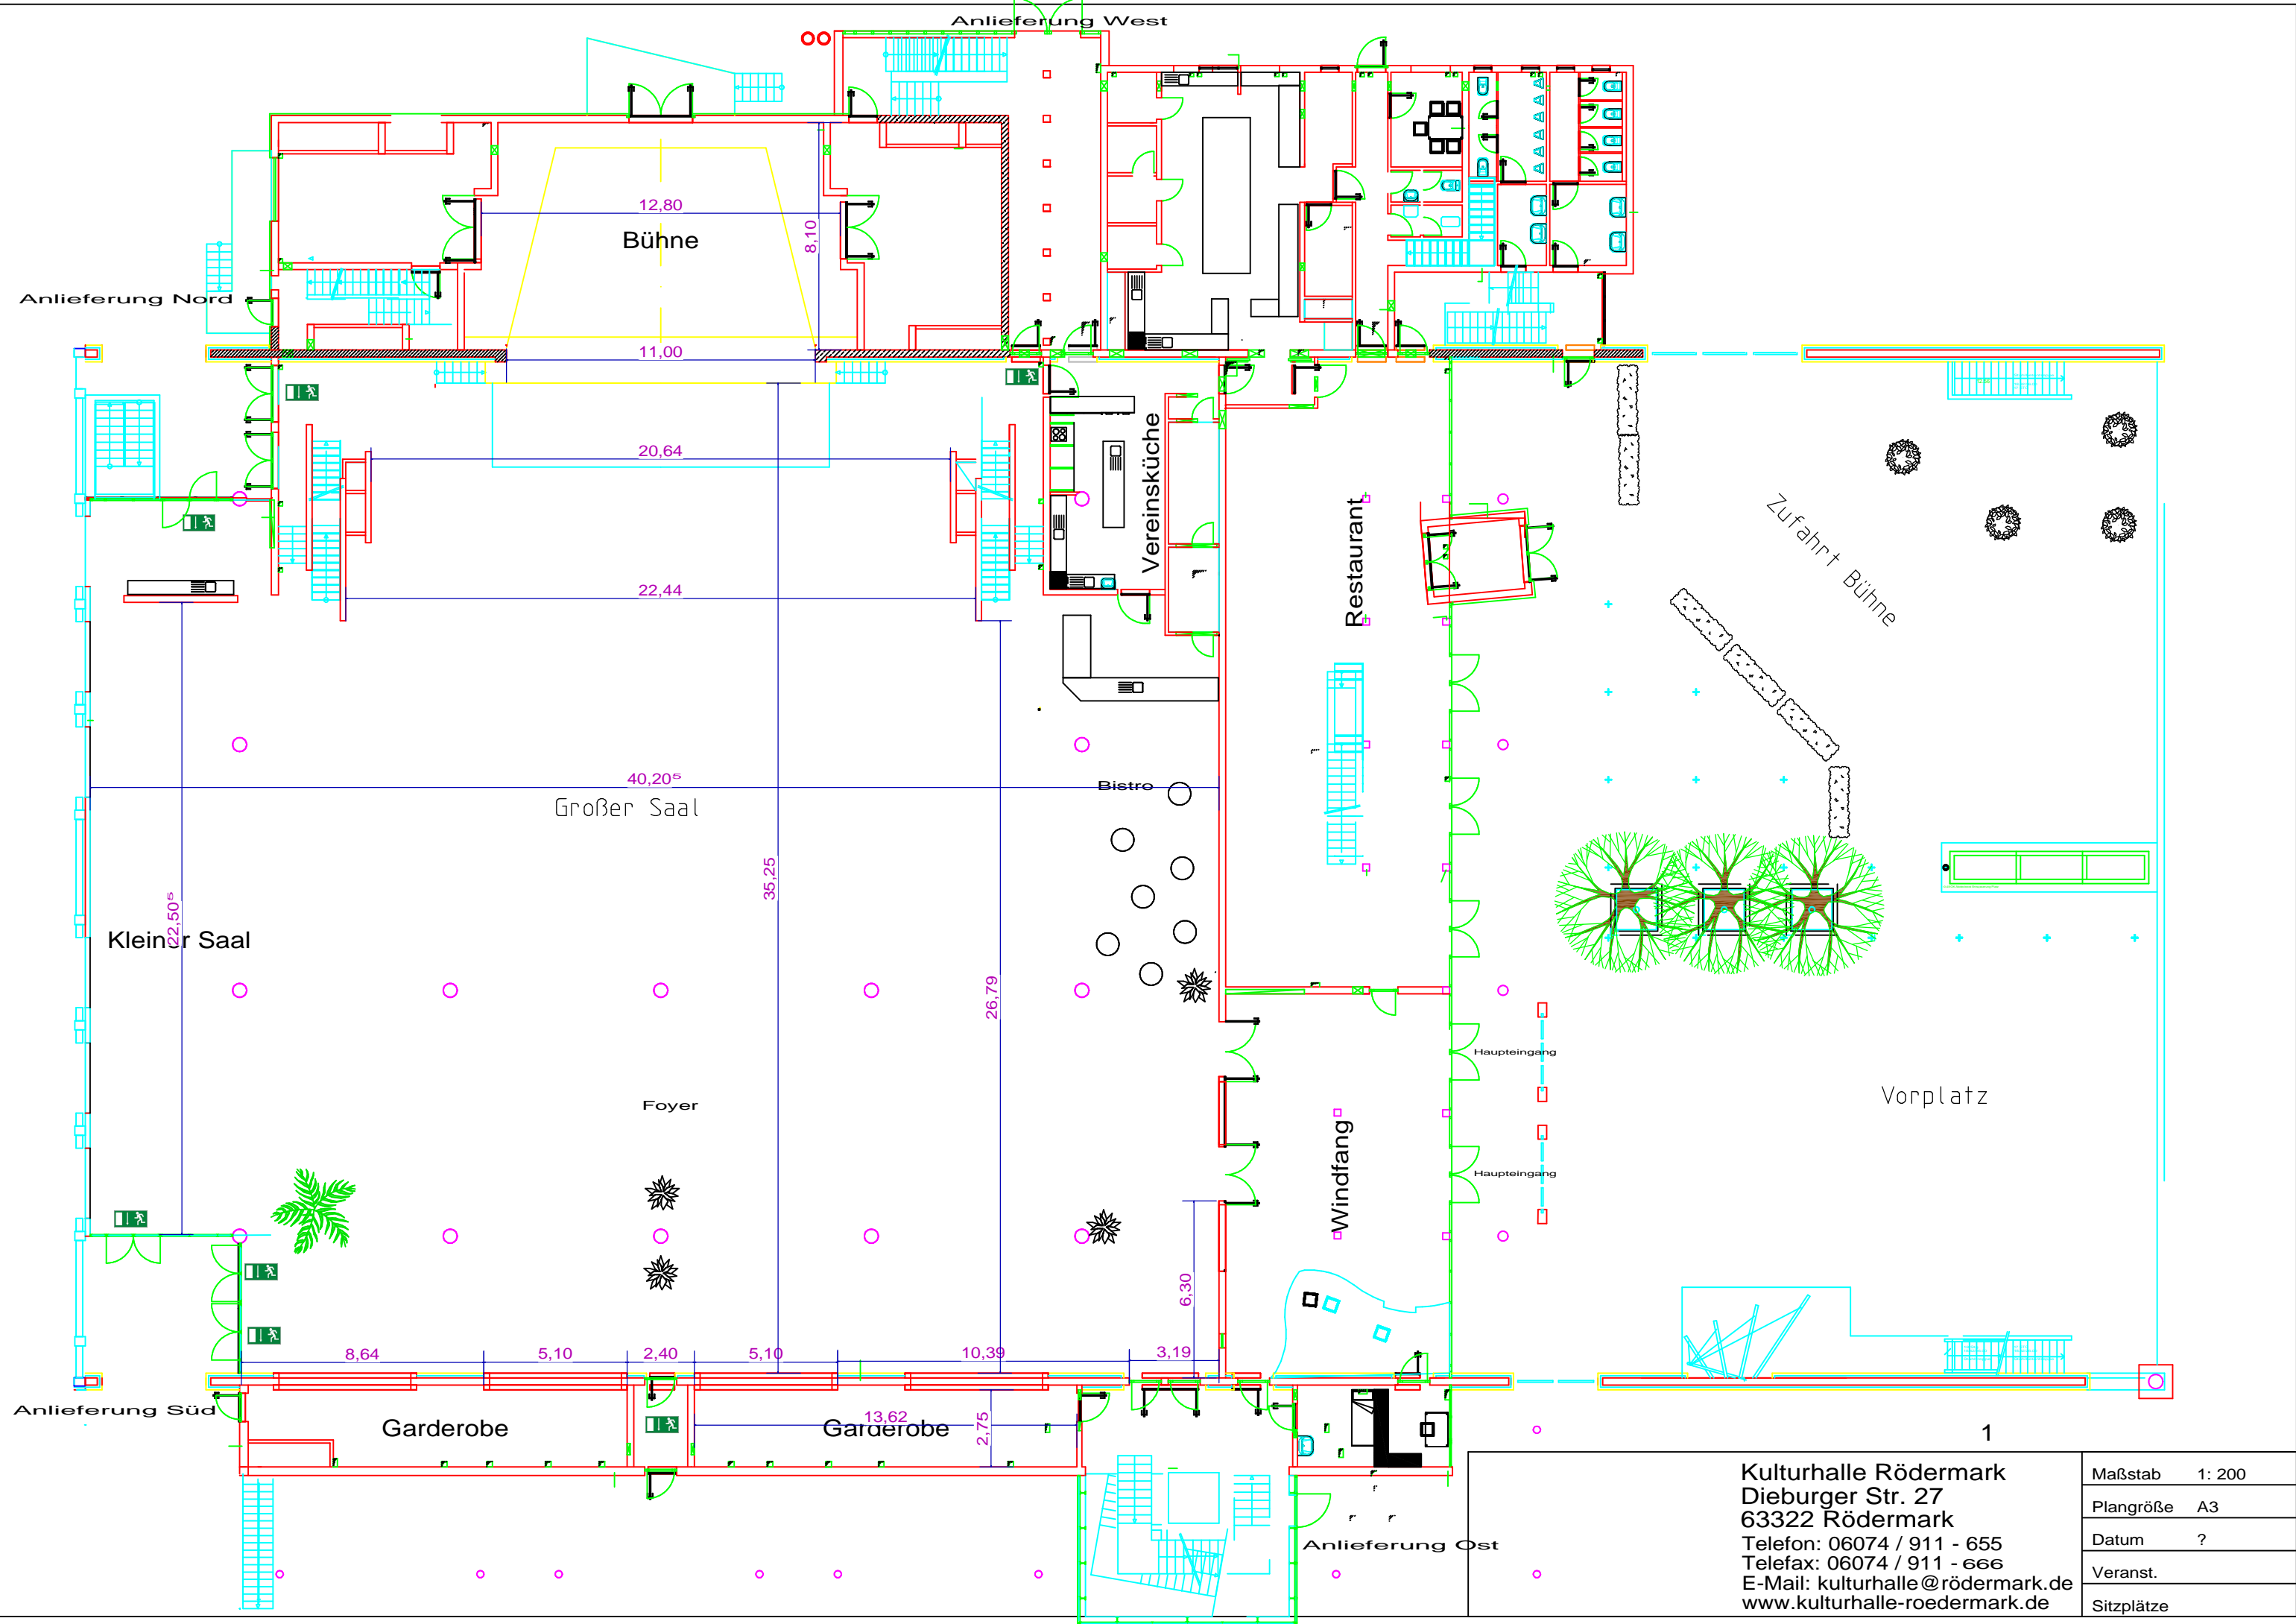 Anlieferung West
12,80
Bühne
8,10
Anlieferung Nord
11,00
20,64
Vereinsküche
Restaurant
Zufahrt Bühne
22,44
40,20⁵
Großer Saal
Bistro
35,25
22,50⁵
Kleiner Saal
26,79
Haupteingang
Foyer
Vorplatz
Windfang
Haupteingang
6,30
8,64
5,10
2,40
5,10
10,39
3,19
Anlieferung Süd
Garderobe
13,62
Garderobe
2,75
Anlieferung Ost
1
Kulturhalle Rödermark
Dieburger Str. 27
63322 Rödermark
Telefon: 06074 / 911 - 655
Telefax: 06074 / 911 - 666
E-Mail: kulturhalle@rödermark.de
www.kulturhalle-roedermark.de
Maßstab 1: 200
Plangröße A3
Datum ?
Veranst.
Sitzplätze